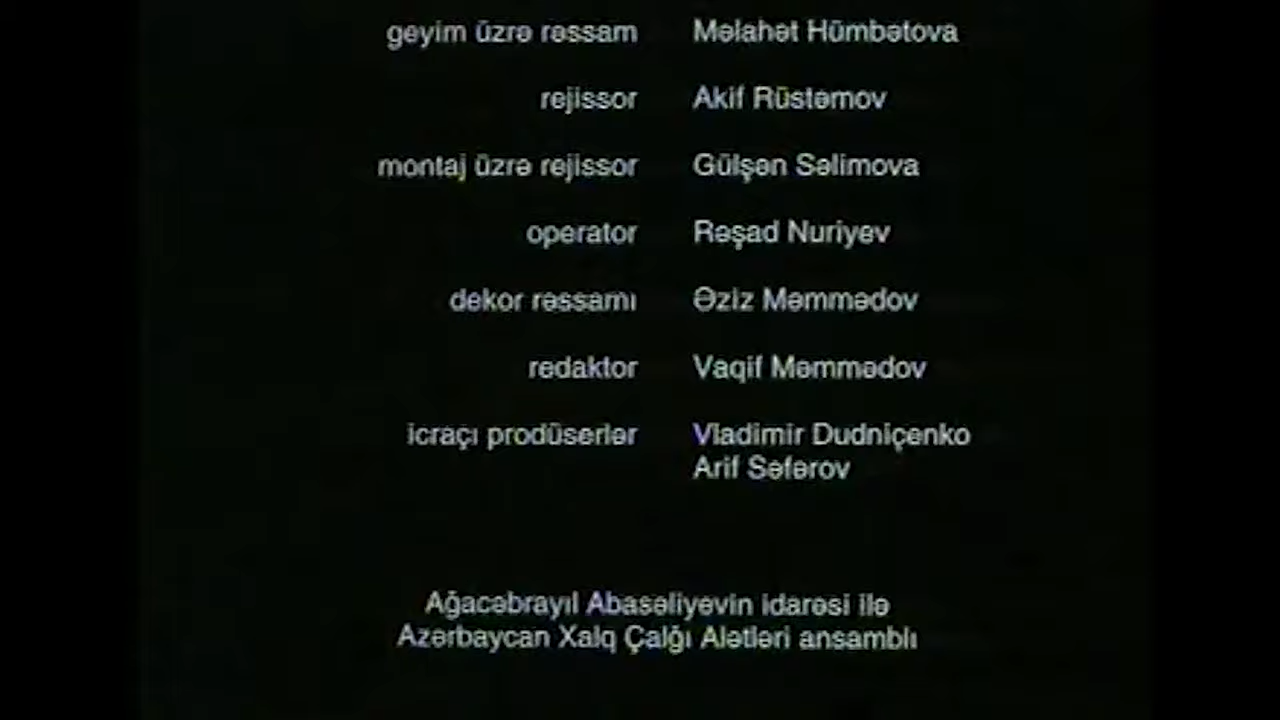 geyim üzrə rəssam Məlahət Hümbətova
rejissor Akif Rüstəmov
montaj üzrə rejissor Gülşən Səlimova
operator Rəşad Nuriyev
dekor rəssamı Əziz Məmmədov
redaktor Vaqif Məmmədov
icraçı prodüserlər Vladimir Dudniçenko
Arif Səfərov
Ağacəbrayıl Abasəliyevin idarəsi ilə
Azərbaycan Xalq Çalğı Alətləri ansamblı